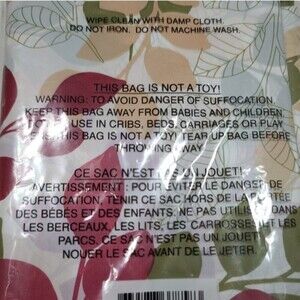 WIPE CLEAN WITH DAMP CLOTH.
DO NOT IRON. DO NOT MACHINE WASH.
THIS BAG IS NOT A TOY!
WARNING: TO AVOID DANGER OF SUFFOCATION,
KEEP THIS BAG AWAY FROM BABIES AND CHILDREN.
DO NOT USE IN CRIBS, BEDS, CARRIAGES OR PLAY
PENS. THIS BAG IS NOT A TOY! TEAR UP BAG BEFORE
THROWING AWAY.
CE SAC N'EST PAS UN JOUET!
AVERTISSEMENT : POUR ÉVITER LE DANGER DE
SUFFOCATION, TENIR CE SAC HORS DE LA PORTÉE
DES BÉBÉS ET DES ENFANTS. NE PAS UTILISER DANS
LES BERCEAUX, LES LITS, LES CARROSSES ET LES
PARCS. CE SAC N'EST PAS UN JOUET!
NOUER LE SAC AVANT DE LE JETER.